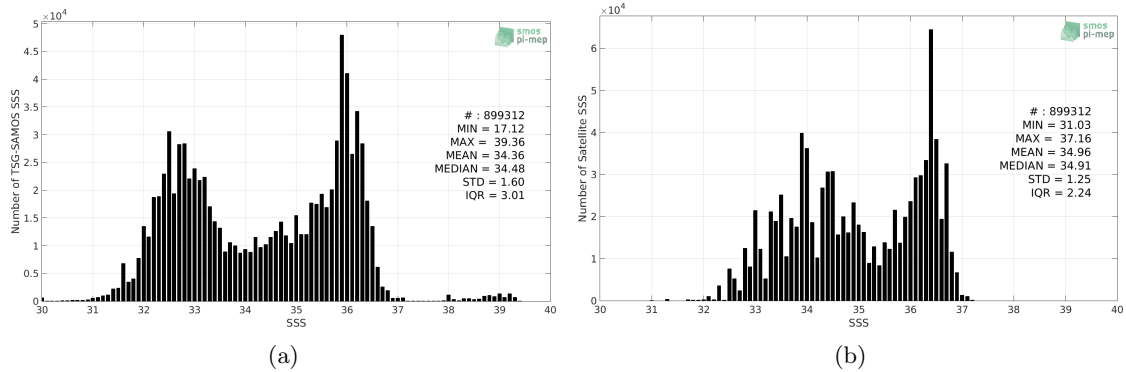 ×10⁴
5
4.5
4
3.5
3
2.5
2
1.5
1
0.5
0
Number of TSG-SAMOS SSS
30 31 32 33 34 35 36 37 38 39 40
SSS
smos
pi-mep
# : 899312
MIN = 17.12
MAX = 39.36
MEAN = 34.36
MEDIAN = 34.48
STD = 1.60
IQR = 3.01
(a)
×10⁴
6
5
4
3
2
1
0
Number of Satellite SSS
30 31 32 33 34 35 36 37 38 39 40
SSS
smos
pi-mep
# : 899312
MIN = 31.03
MAX = 37.16
MEAN = 34.96
MEDIAN = 34.91
STD = 1.25
IQR = 2.24
(b)